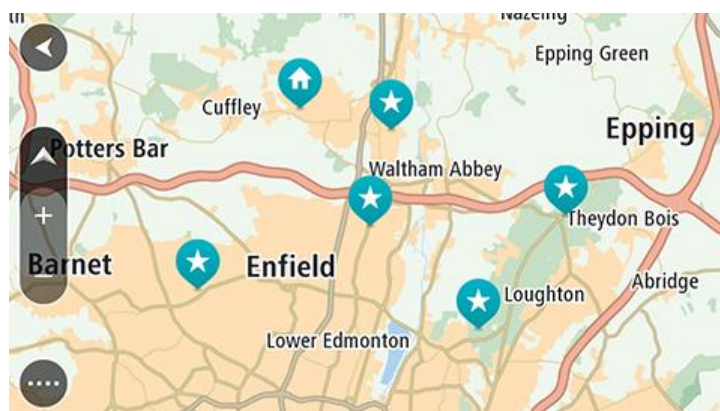 Epping Green
Cuffley
Epping
Potters Bar
Waltham Abbey
Theydon Bois
Barnet
Enfield
Loughton
Abridge
Lower Edmonton